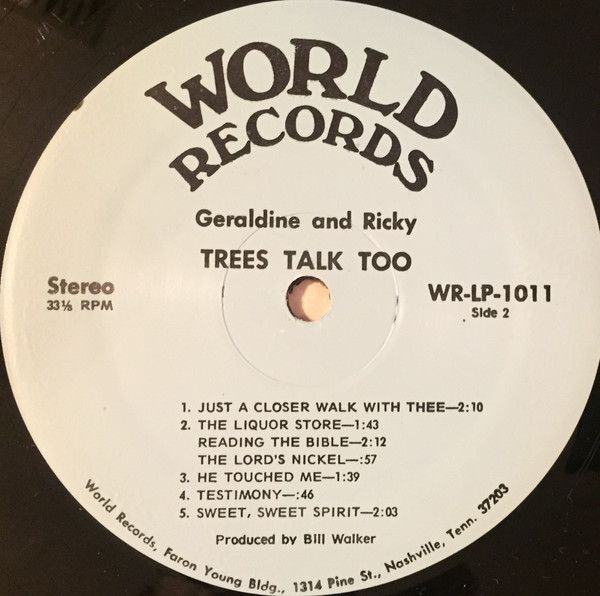 WORLD
RECORDS
Geraldine and Ricky
TREES TALK TOO
Stereo
33⅓ RPM
WR-LP-1011
Side 2
1. JUST A CLOSER WALK WITH THEE—2:10
2. THE LIQUOR STORE—1:43
READING THE BIBLE—2:12
THE LORD'S NICKEL—:57
3. HE TOUCHED ME—1:39
4. TESTIMONY—:46
5. SWEET, SWEET SPIRIT—2:03
Produced by Bill Walker
World Records, Faron Young Bldg., 1314 Pine St., Nashville, Tenn. 37203